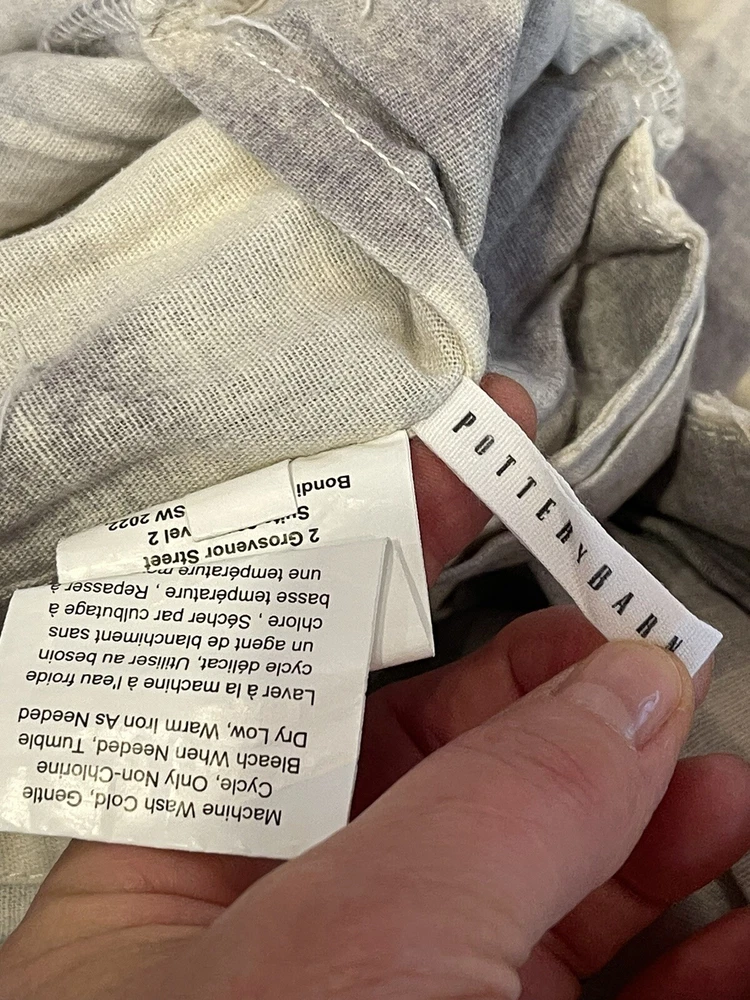 POTTERY BARN
Machine Wash Cold, Gentle
Cycle, Only Non-Chlorine
Bleach When Needed, Tumble
Dry Low, Warm Iron As Needed
Laver à la machine à l'eau froide
cycle délicat, Utiliser au besoin
un agent de blanchiment sans
chlore , Sécher par culbutage à
basse température , Repasser à
une température
2 Grosvenor Street
vel 2
Bondi
SW 2022